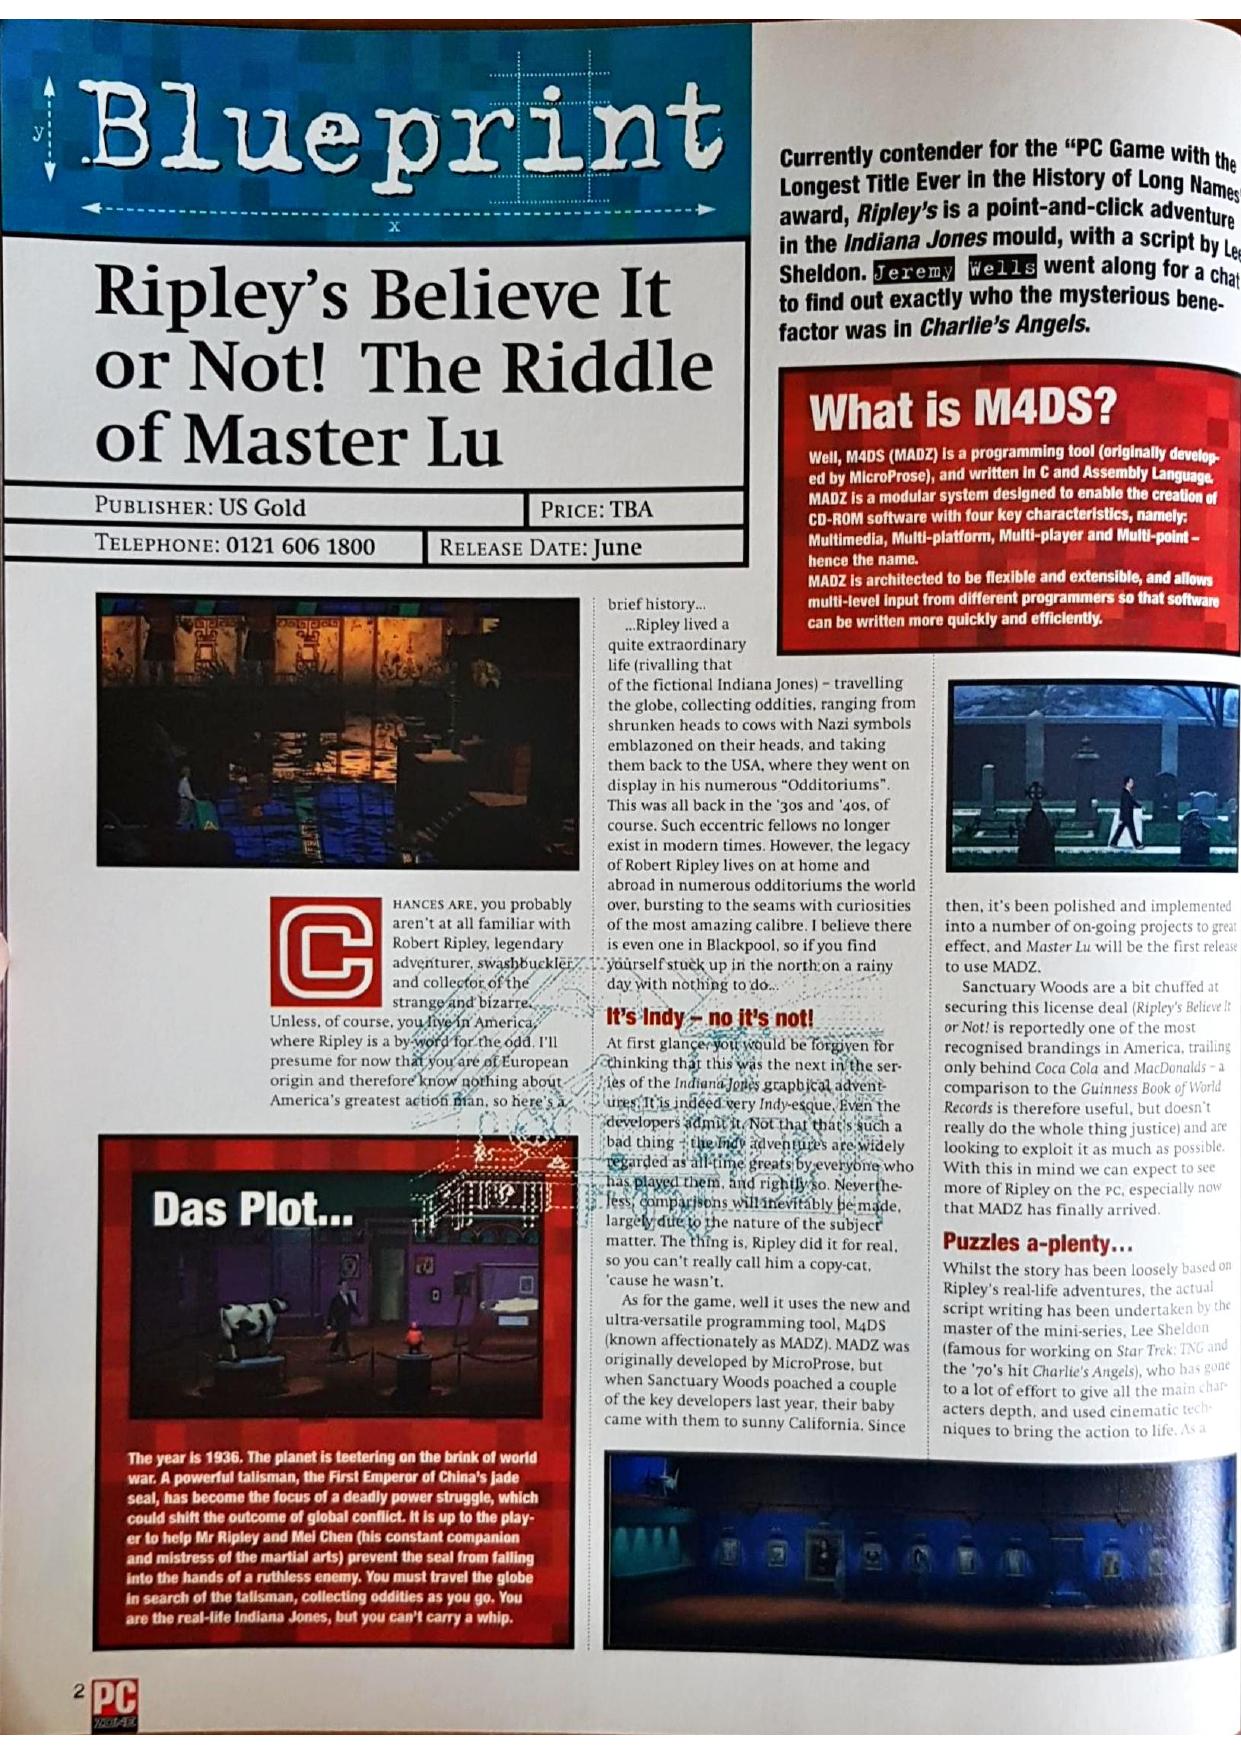 Blueprint
y
x
Ripley's Believe It
or Not! The Riddle
of Master Lu
PUBLISHER: US Gold
PRICE: TBA
TELEPHONE: 0121 606 1800
RELEASE DATE: June
Currently contender for the "PC Game with the
Longest Title Ever in the History of Long Names"
award, Ripley's is a point-and-click adventure
in the Indiana Jones mould, with a script by Lee
Sheldon. Jeremy Wells went along for a chat
to find out exactly who the mysterious bene-
factor was in Charlie's Angels.
What is M4DS?
Well, M4DS (MADZ) is a programming tool (originally develop-
ed by MicroProse), and written in C and Assembly Language.
MADZ is a modular system designed to enable the creation of
CD-ROM software with four key characteristics, namely:
Multimedia, Multi-platform, Multi-player and Multi-point –
hence the name.
MADZ is architected to be flexible and extensible, and allows
multi-level input from different programmers so that software
can be written more quickly and efficiently.
CHANCES ARE, you probably
aren't at all familiar with
Robert Ripley, legendary
adventurer, swashbuckler
and collector of the
strange and bizarre.
Unless, of course, you live in America,
where Ripley is a by-word for the odd. I'll
presume for now that you are of European
origin and therefore know nothing about
America's greatest action man, so here's a
Das Plot...
The year is 1936. The planet is teetering on the brink of world
war. A powerful talisman, the First Emperor of China's jade
seal, has become the focus of a deadly power struggle, which
could shift the outcome of global conflict. It is up to the play-
er to help Mr Ripley and Mei Chen (his constant companion
and mistress of the martial arts) prevent the seal from falling
into the hands of a ruthless enemy. You must travel the globe
in search of the talisman, collecting oddities as you go. You
are the real-life Indiana Jones, but you can't carry a whip.
brief history...
...Ripley lived a
quite extraordinary
life (rivalling that
of the fictional Indiana Jones) – travelling
the globe, collecting oddities, ranging from
shrunken heads to cows with Nazi symbols
emblazoned on their heads, and taking
them back to the USA, where they went on
display in his numerous "Odditoriums".
This was all back in the '30s and '40s, of
course. Such eccentric fellows no longer
exist in modern times. However, the legacy
of Robert Ripley lives on at home and
abroad in numerous odditoriums the world
over, bursting to the seams with curiosities
of the most amazing calibre. I believe there
is even one in Blackpool, so if you find
yourself stuck up in the north on a rainy
day with nothing to do...
It's Indy – no it's not!
At first glance you would be forgiven for
thinking that this was the next in the ser-
ies of the Indiana Jones graphical advent-
ures. It is indeed very Indy-esque. Even the
developers admit it. Not that that's such a
bad thing – the Indy adventures are widely
regarded as all-time greats by everyone who
has played them, and rightly so. Neverthe-
less, comparisons will inevitably be made,
largely due to the nature of the subject
matter. The thing is, Ripley did it for real,
so you can't really call him a copy-cat,
'cause he wasn't.
As for the game, well it uses the new and
ultra-versatile programming tool, M4DS
(known affectionately as MADZ). MADZ was
originally developed by MicroProse, but
when Sanctuary Woods poached a couple
of the key developers last year, their baby
came with them to sunny California. Since
then, it's been polished and implemented
into a number of on-going projects to great
effect, and Master Lu will be the first release
to use MADZ.
Sanctuary Woods are a bit chuffed at
securing this license deal (Ripley's Believe It
or Not! is reportedly one of the most
recognised brandings in America, trailing
only behind Coca Cola and MacDonalds – a
comparison to the Guinness Book of World
Records is therefore useful, but doesn't
really do the whole thing justice) and are
looking to exploit it as much as possible.
With this in mind we can expect to see
more of Ripley on the PC, especially now
that MADZ has finally arrived.
Puzzles a-plenty...
Whilst the story has been loosely based on
Ripley's real-life adventures, the actual
script writing has been undertaken by the
master of the mini-series, Lee Sheldon
(famous for working on Star Trek: TNG and
the '70's hit Charlie's Angels), who has gone
to a lot of effort to give all the main char-
acters depth, and used cinematic tech-
niques to bring the action to life. As a
2
PC
ZONE